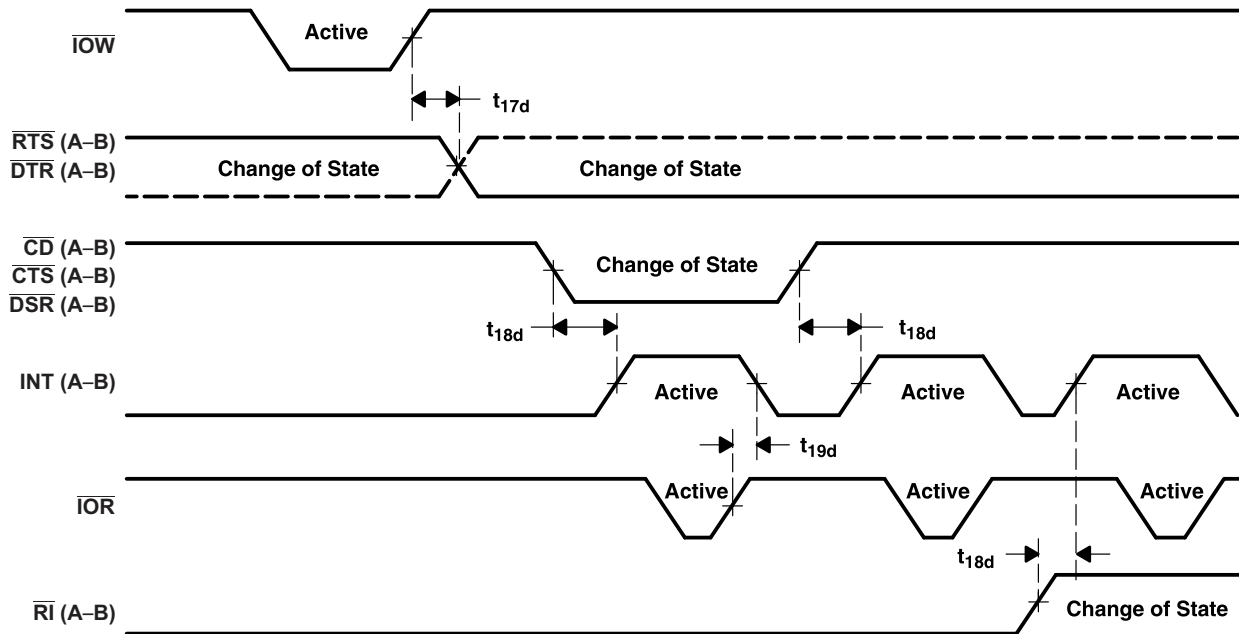 Active
IOW
t17d
RTS (A–B)
DTR (A–B)
Change of State
Change of State
CD (A–B)
CTS (A–B)
DSR (A–B)
Change of State
t18d
t18d
INT (A–B)
Active
Active
Active
t19d
IOR
Active
Active
Active
t18d
RI (A–B)
Change of State